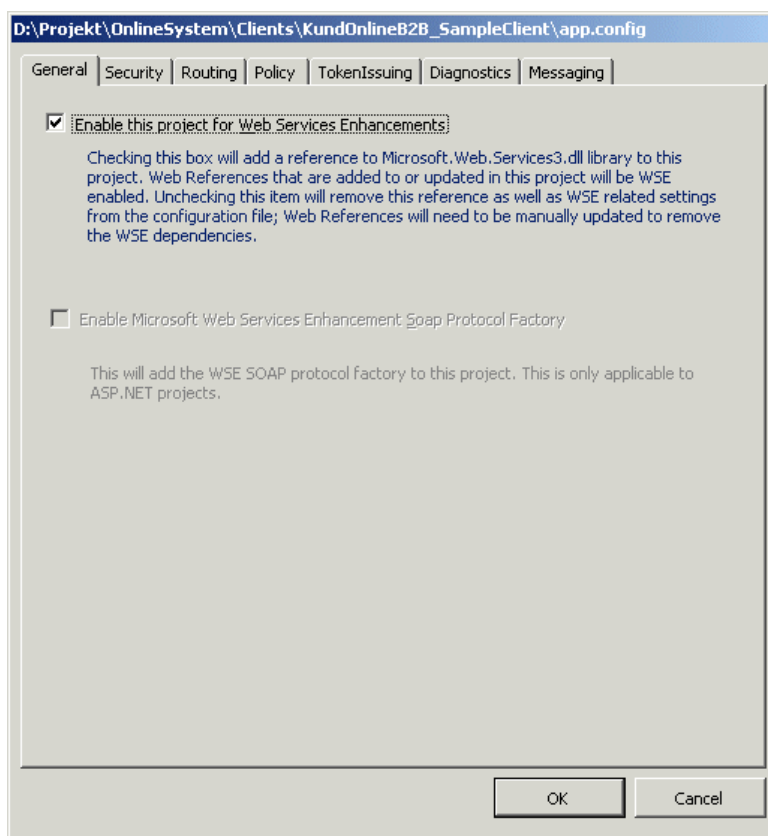 D:\Projekt\OnlineSystem\Clients\KundOnlineB2B_SampleClient\app.config
General Security Routing Policy TokenIssuing Diagnostics Messaging
Enable this project for Web Services Enhancements
Checking this box will add a reference to Microsoft.Web.Services3.dll library to this
project. Web References that are added to or updated in this project will be WSE
enabled. Unchecking this item will remove this reference as well as WSE related settings
from the configuration file; Web References will need to be manually updated to remove
the WSE dependencies.
Enable Microsoft Web Services Enhancement Soap Protocol Factory
This will add the WSE SOAP protocol factory to this project. This is only applicable to
ASP.NET projects.
OK Cancel